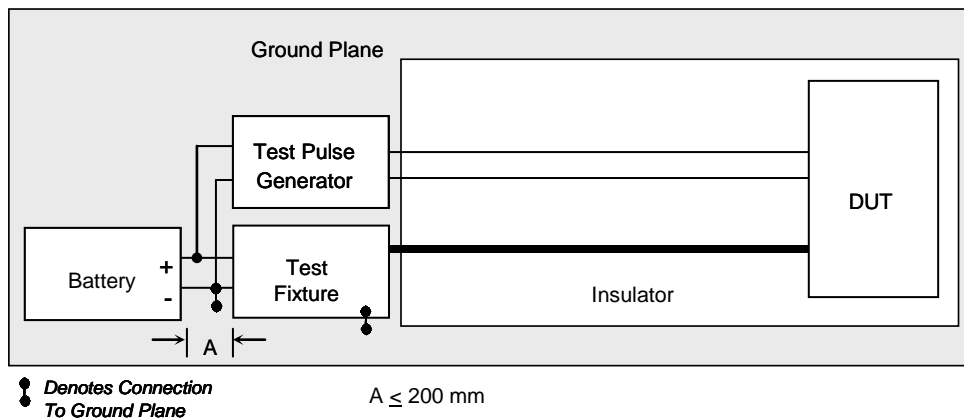 Ground Plane
Test Pulse
Generator
DUT
Battery
+
-
Test
Fixture
Insulator
A
Denotes Connection
To Ground Plane
A ≤ 200 mm